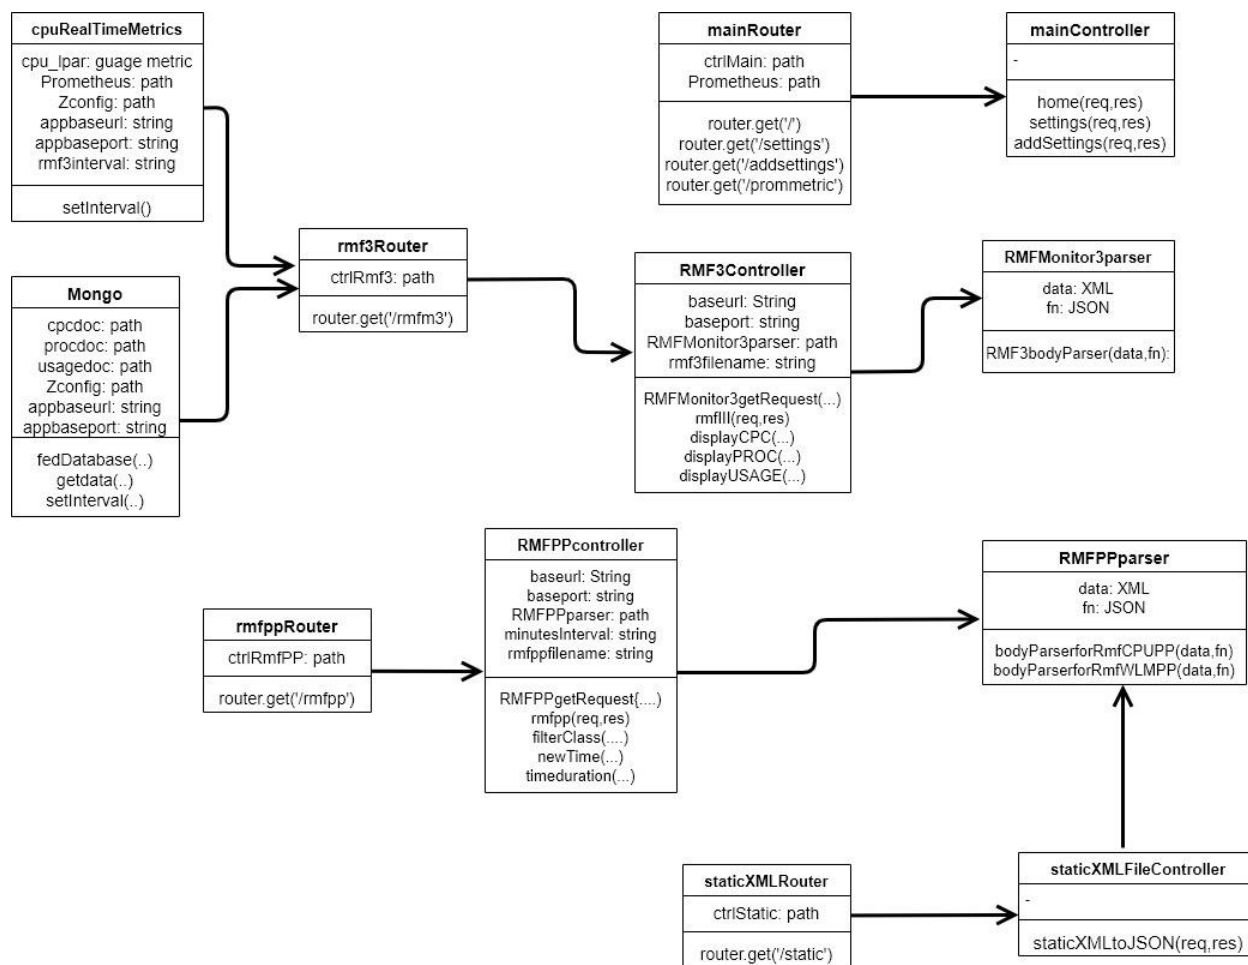 cpuRealTimeMetrics
cpu_lpar: guage metric
Prometheus: path
Zconfig: path
appbaseurl: string
appbaseport: string
rmf3interval: string
setInterval()
mainRouter
ctrlMain: path
Prometheus: path
router.get('/')
router.get('/settings')
router.get('/addsettings')
router.get('/prommetric')
mainController
-
home(req,res)
settings(req,res)
addSettings(req,res)
Mongo
cpcdoc: path
procdoc: path
usagedoc: path
Zconfig: path
appbaseurl: string
appbaseport: string
fedDatabase(..)
getdata(..)
setInterval(..)
rmf3Router
ctrlRmf3: path
router.get('/rmfm3')
RMF3Controller
baseurl: String
baseport: string
RMFMonitor3parser: path
rmf3filename: string
RMFMonitor3getRequest(...)
rmfIII(req,res)
displayCPC(...)
displayPROC(...)
displayUSAGE(...)
RMFMonitor3parser
data: XML
fn: JSON
RMF3bodyParser(data,fn):
rmfppRouter
ctrlRmfPP: path
router.get('/rmfpp')
RMFPPcontroller
baseurl: String
baseport: string
RMFPPparser: path
minutesInterval: string
rmfppfilename: string
RMFPPgetRequest{....)
rmfpp(req,res)
filterClass(....)
newTime(...)
timeduration(...)
RMFPPparser
data: XML
fn: JSON
bodyParserforRmfCPUPP(data,fn)
bodyParserforRmfWLMPP(data,fn)
staticXMLRouter
ctrlStatic: path
router.get('/static')
staticXMLFileController
-
staticXMLtoJSON(req,res)